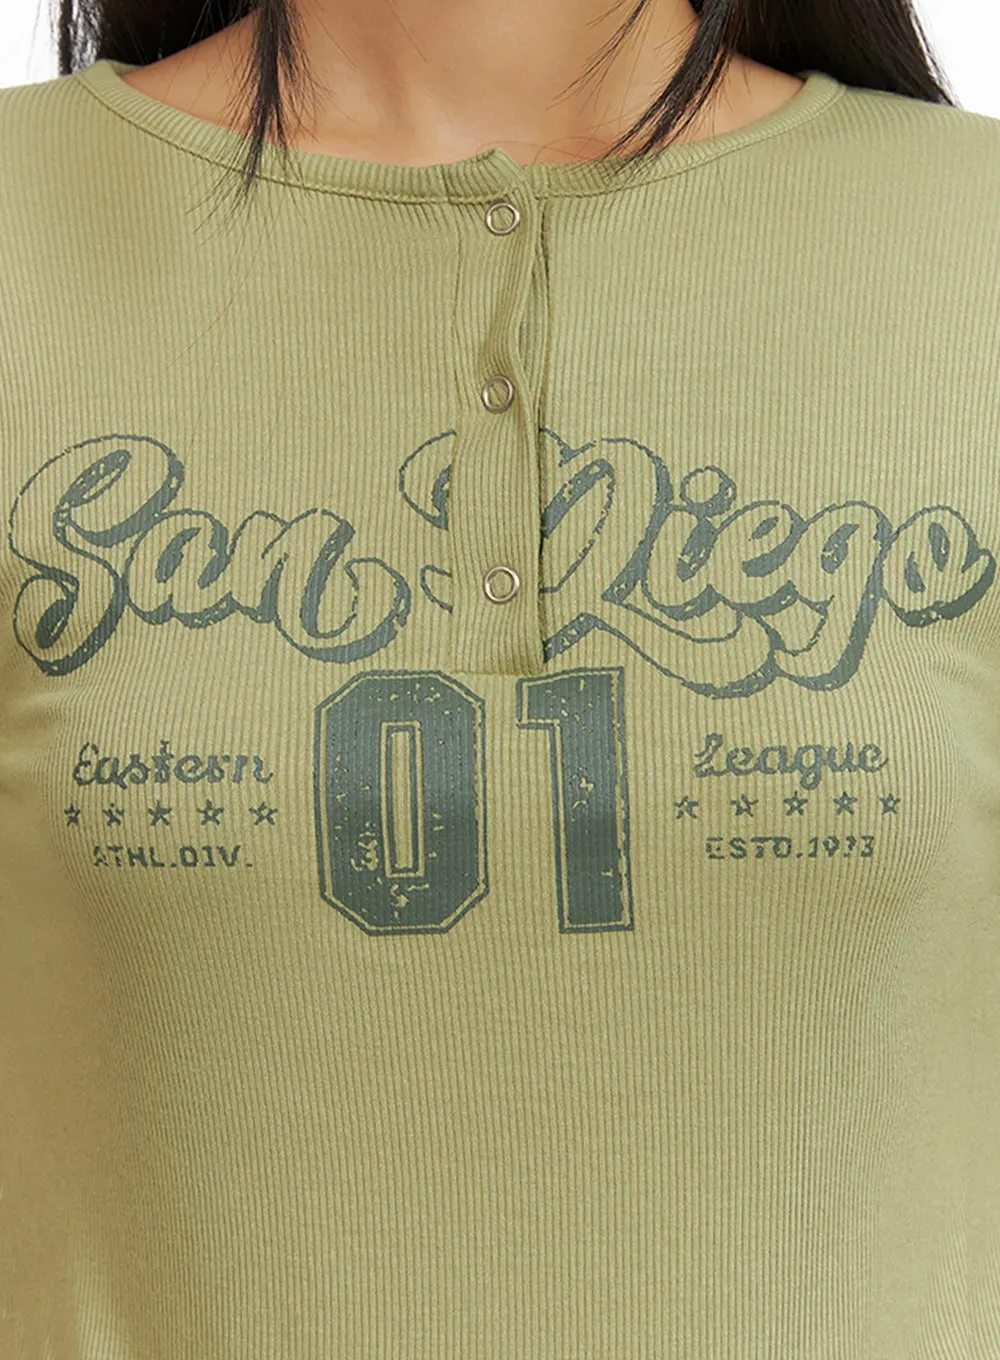 San Diego
01
Eastern League
ATHL.DIV. ESTD.1973